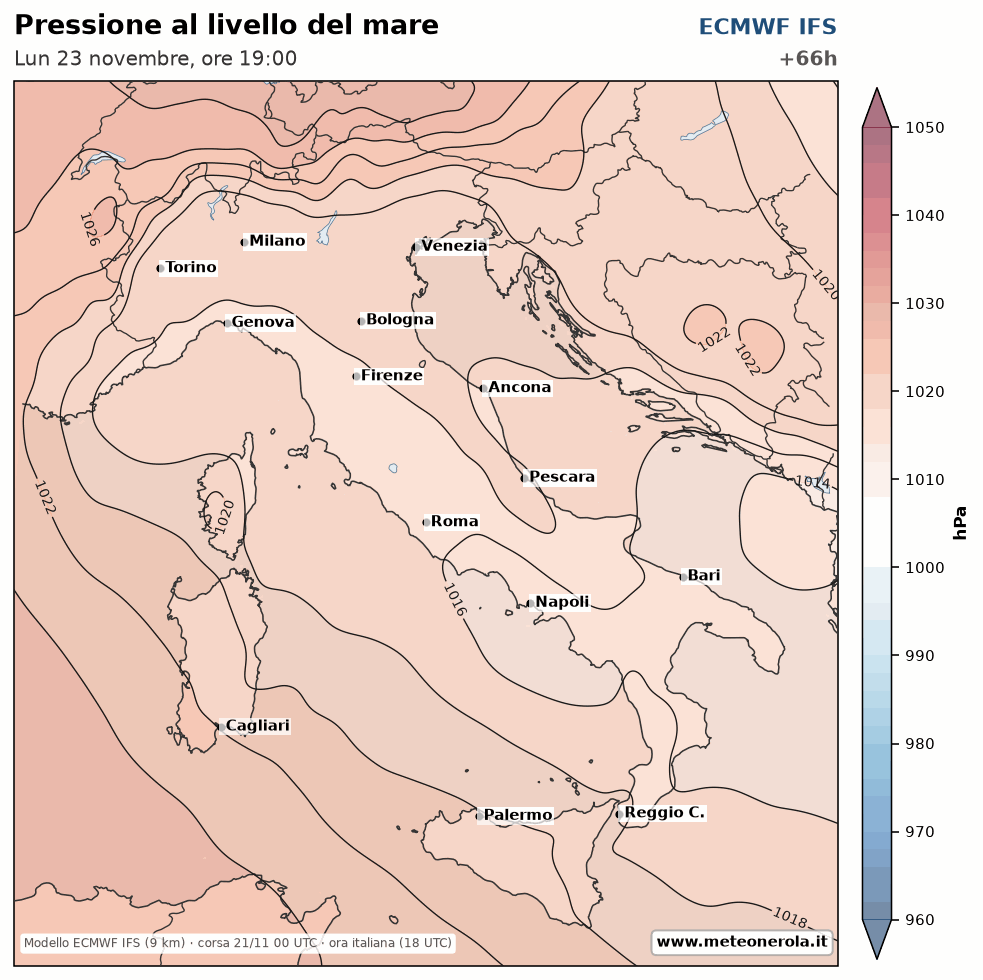 Pressione al livello del mare
ECMWF IFS
Lun 23 novembre, ore 19:00
+66h
1026
Milano
Venezia
Torino
1020
Genova
Bologna
1022
1022
Firenze
Ancona
1022
Pescara
1014
1020
Roma
Bari
1016
Napoli
Cagliari
Palermo
Reggio C.
1018
Modello ECMWF IFS (9 km) · corsa 21/11 00 UTC · ora italiana (18 UTC)
www.meteonerola.it
1050
1040
1030
1020
1010
1000
990
980
970
960
hPa